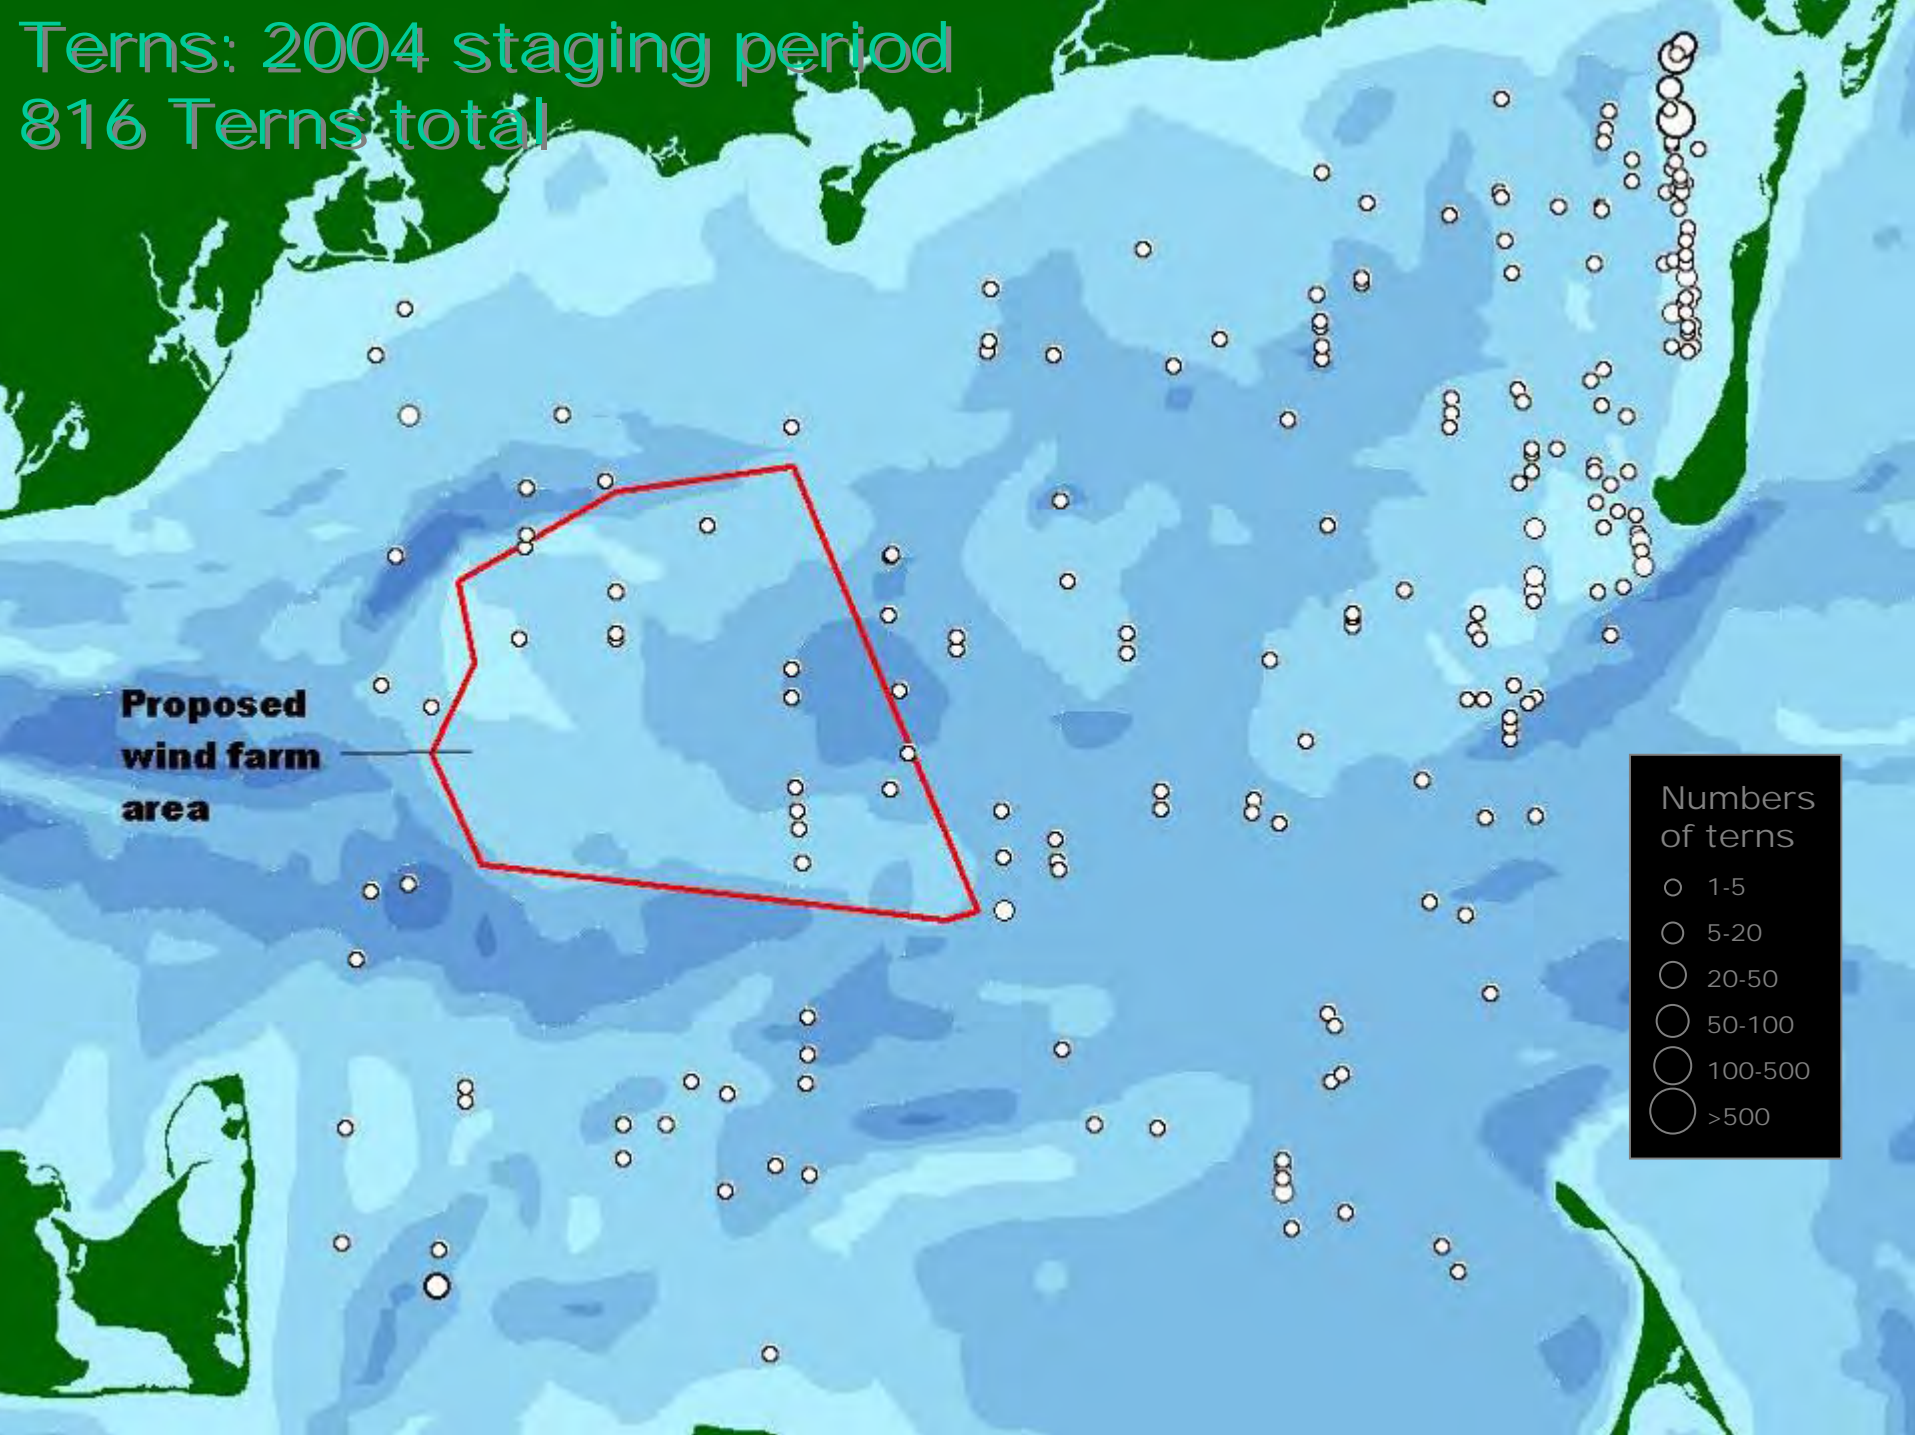 Terns: 2004 staging period
816 Terns total
Proposed
wind farm
area
Numbers
of terns
1-5
5-20
20-50
50-100
100-500
>500